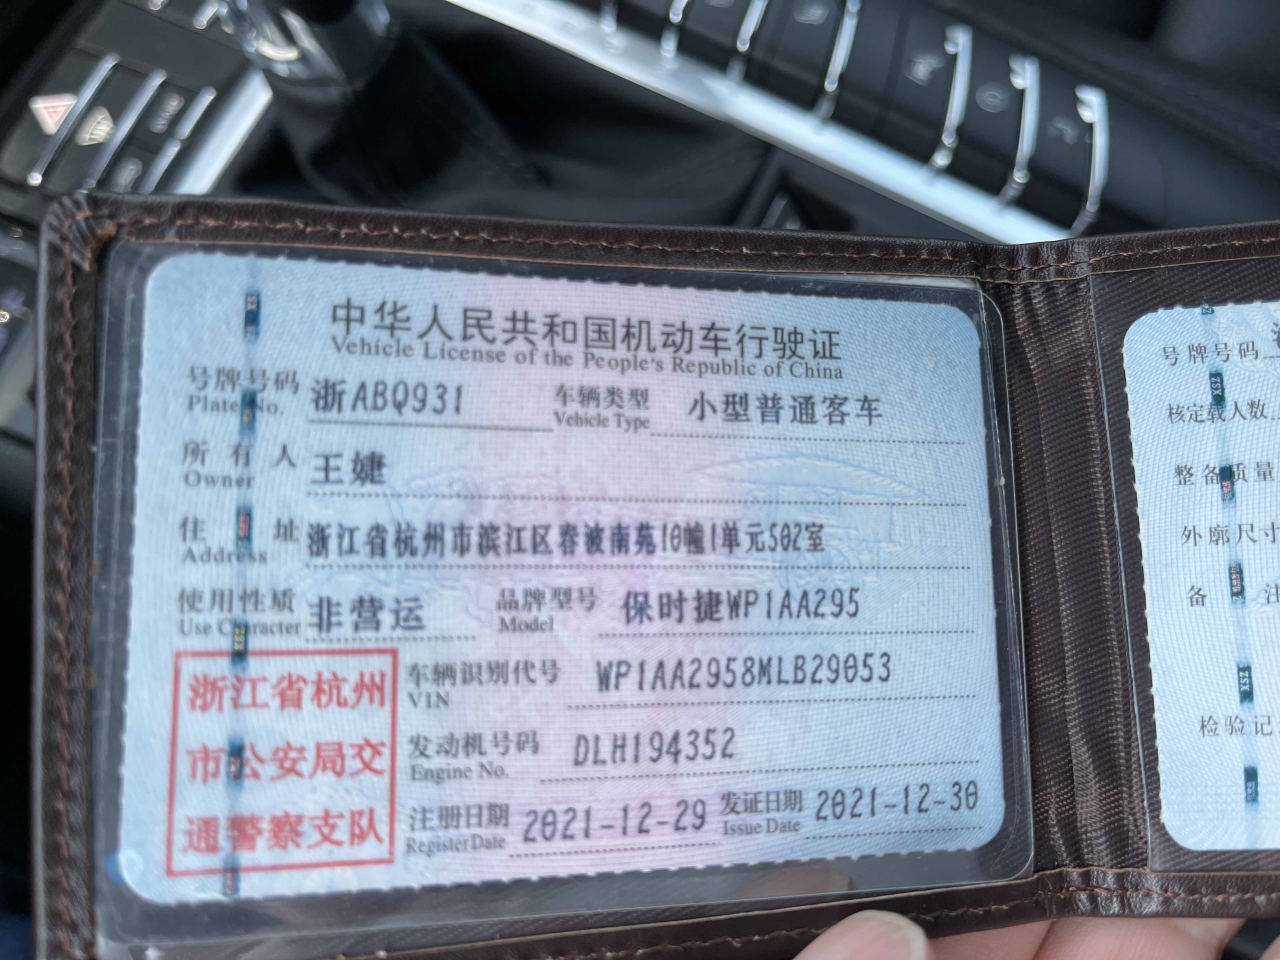 中华人民共和国机动车行驶证
Vehicle License of the People's Republic of China
号牌号码 浙ABQ931 车辆类型 小型普通客车
Plate No. Vehicle Type
所有人 王婕
Owner
住址 浙江省杭州市滨江区春波南苑10幢1单元502室
Address
使用性质 非营运 品牌型号 保时捷WP1AA295
Use Character Model
浙江省杭州
市公安局交
通警察支队
车辆识别代号 WP1AA2958MLB29053
VIN
发动机号码 DLH194352
Engine No.
注册日期 2021-12-29 发证日期 2021-12-30
Register Date Issue Date
号牌号码
核定载人数
整备质量
外廓尺寸
备注
检验记